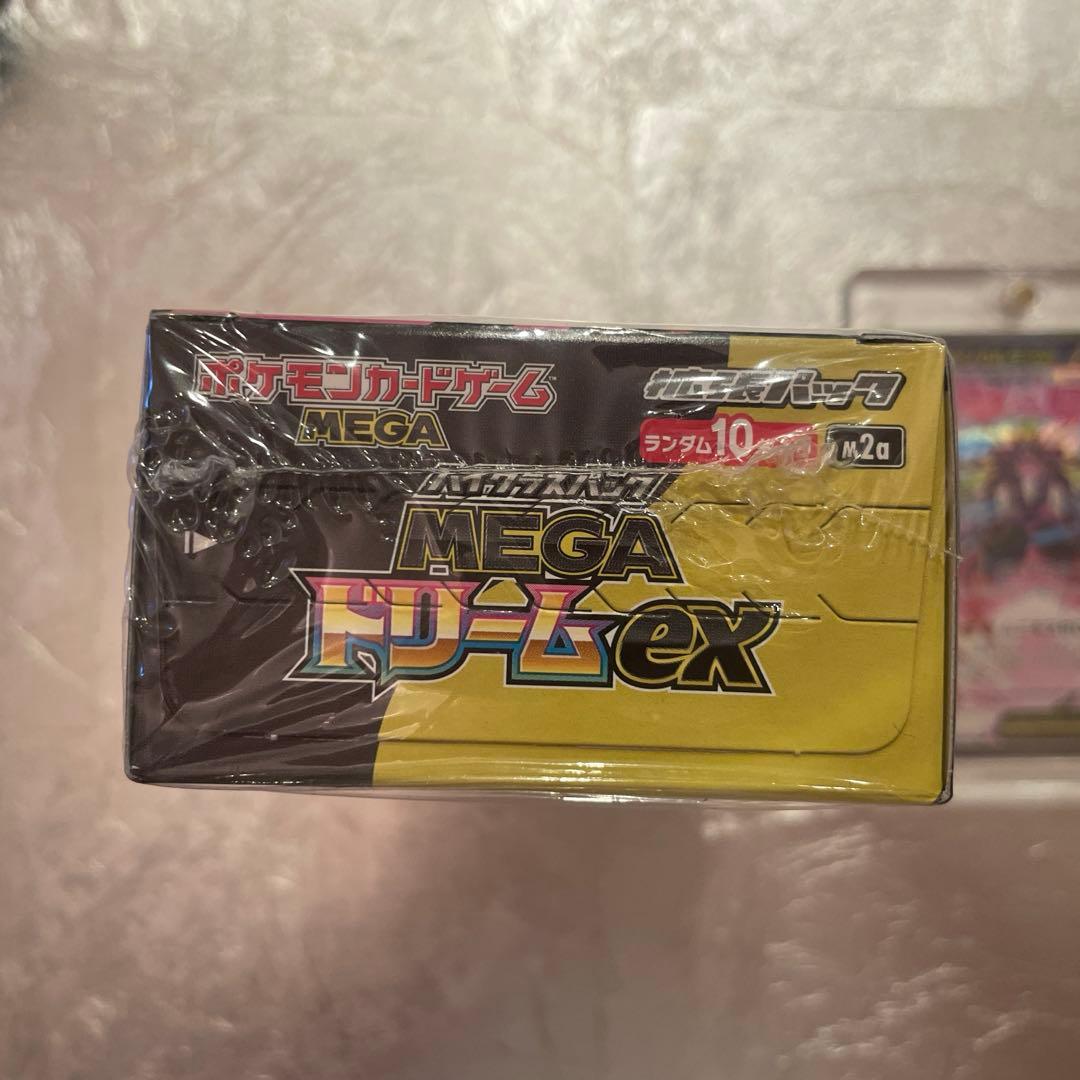 ポケモンカードゲーム
MEGA
拡張パック
ランダム10
M2a
ハイクラスパック
MEGA
ドリームex